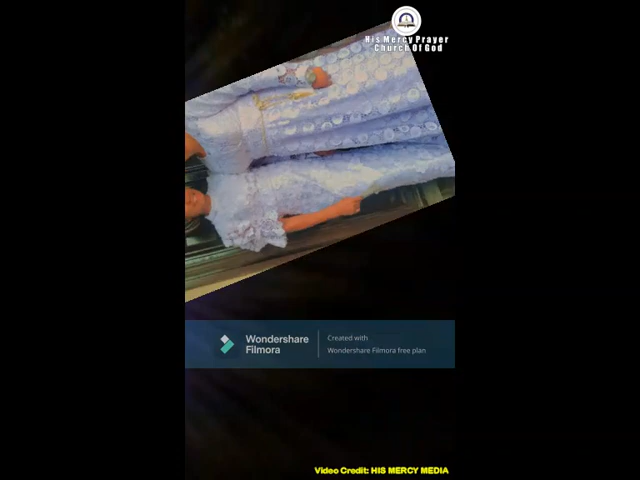 His Mercy Prayer
Church Of God
Wondershare
Filmora
Created with
Wondershare Filmora free plan
Video Credit: HIS MERCY MEDIA